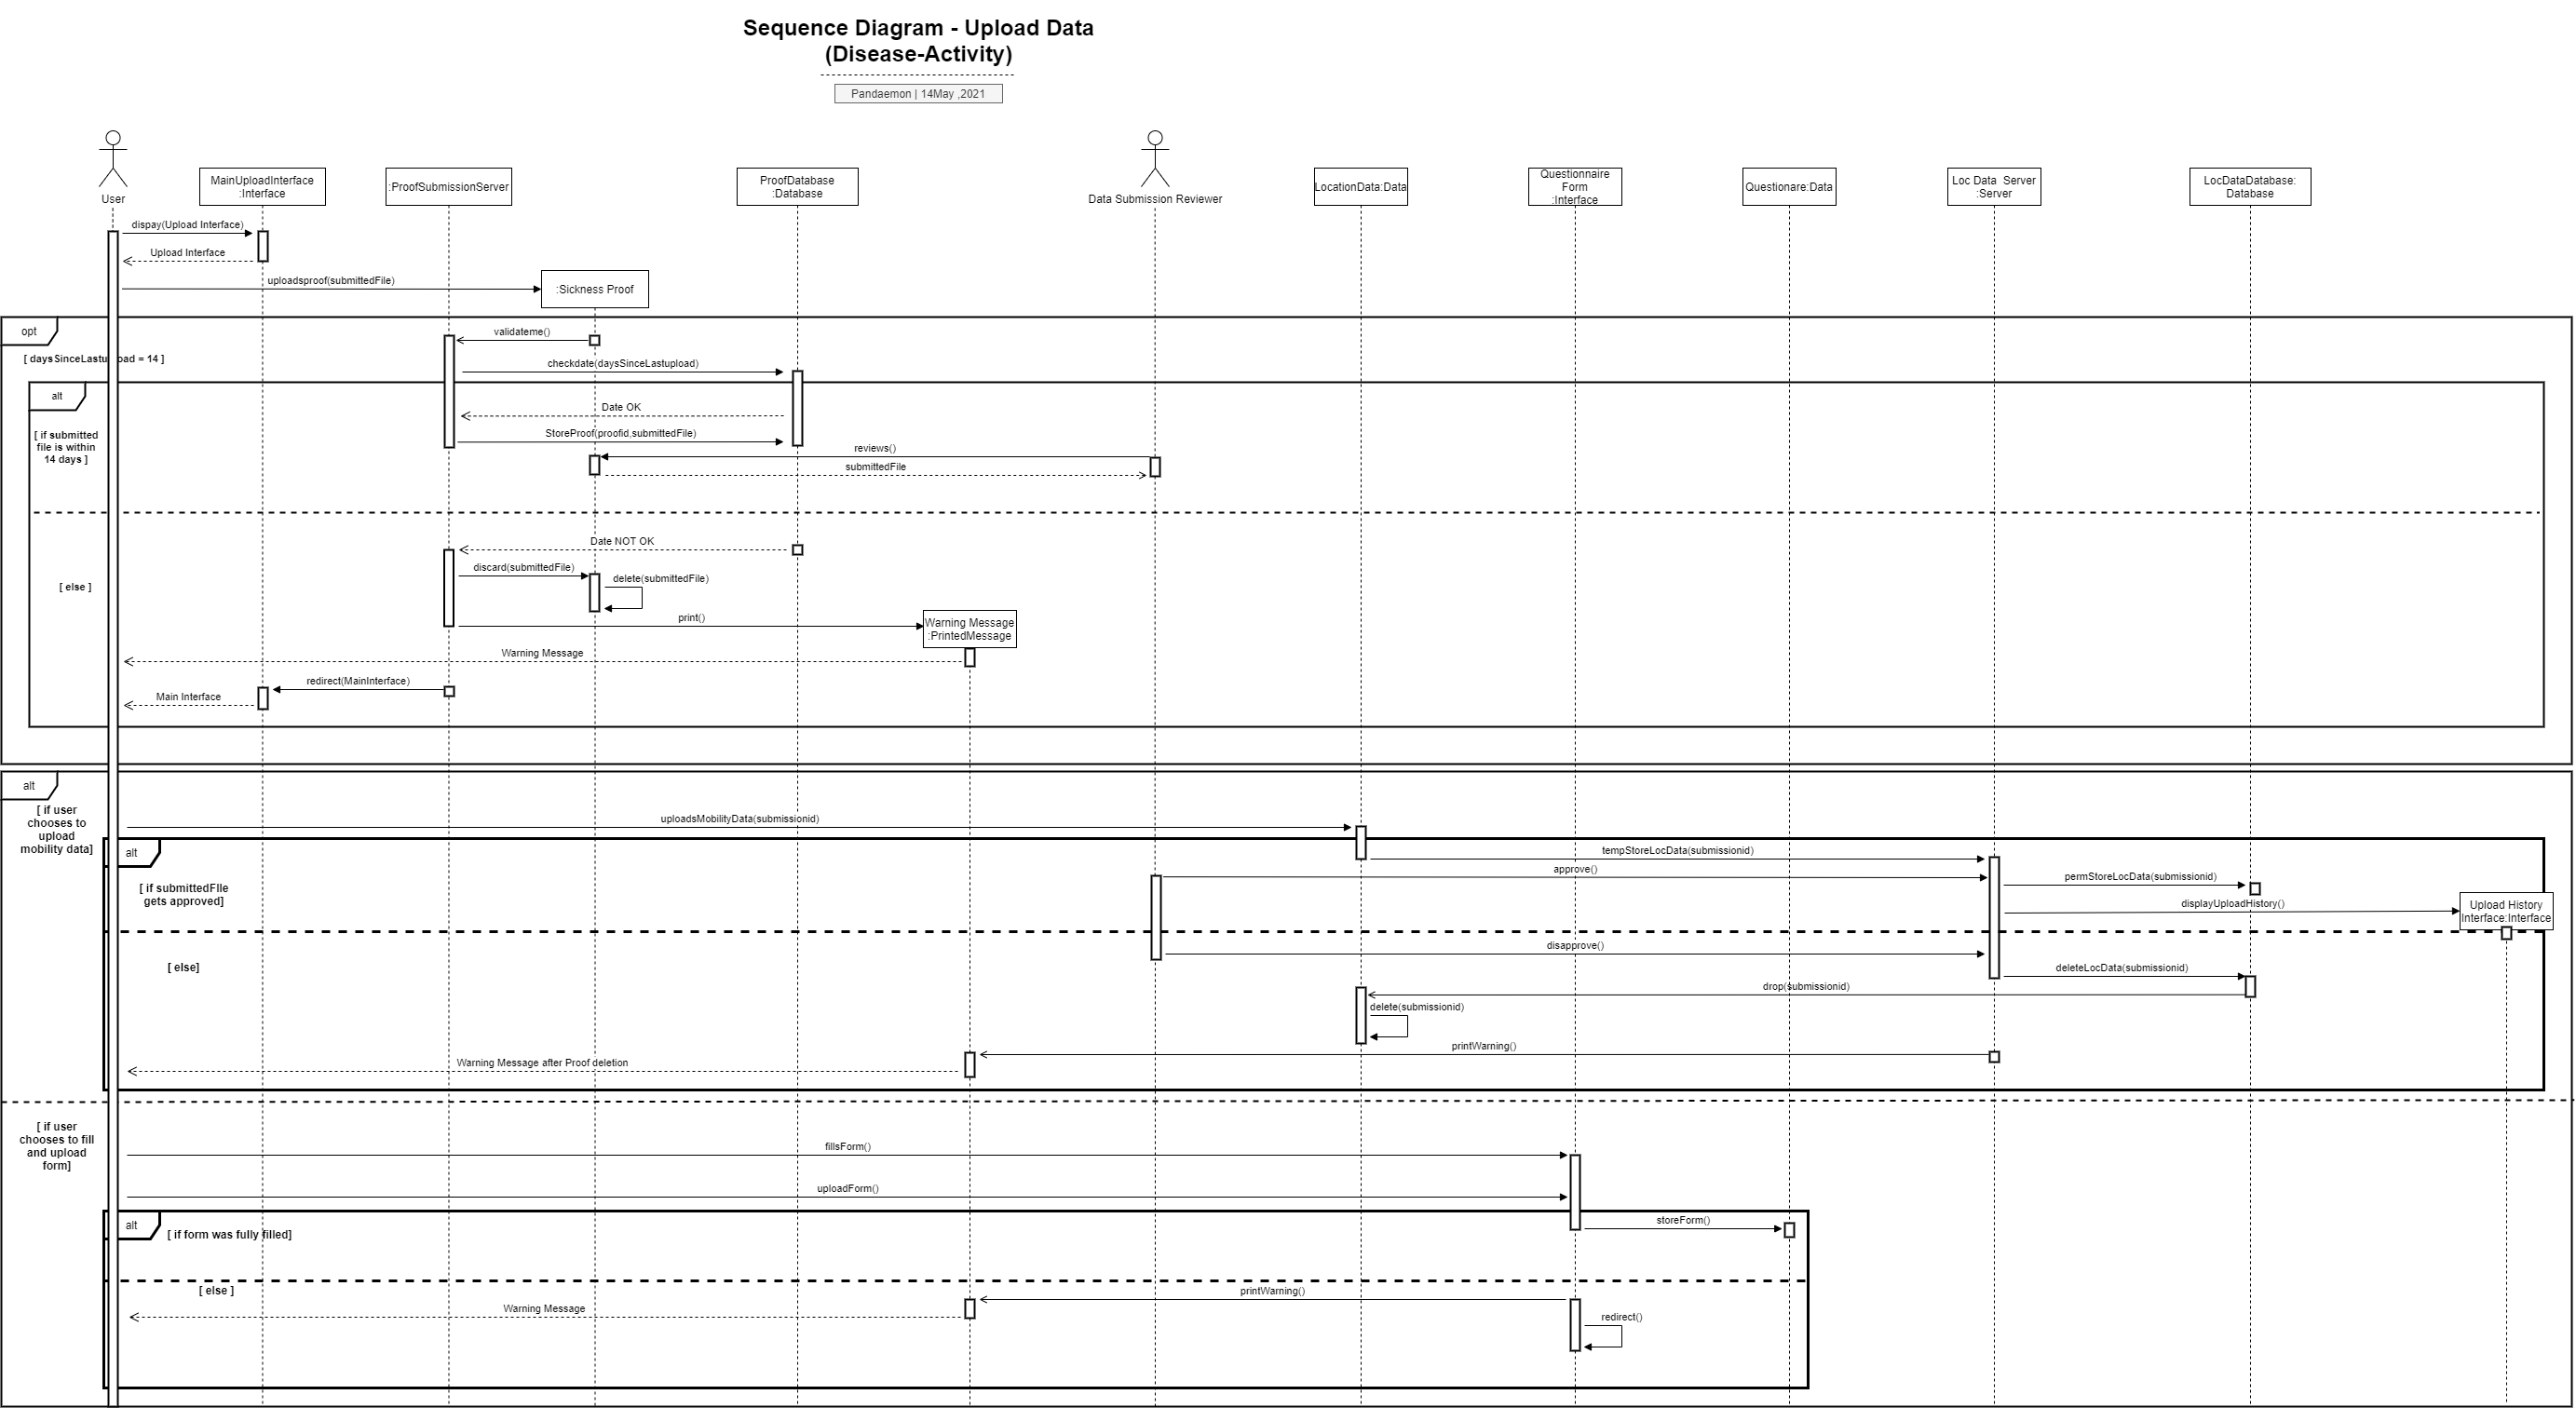 Sequence Diagram - Upload Data
(Disease-Activity)
Pandaemon | 14May ,2021
User
MainUploadInterface
:Interface
:ProofSubmissionServer
ProofDatabase
:Database
Data Submission Reviewer
LocationData:Data
Questionnaire
Form
:Interface
Questionare:Data
Loc Data Server
:Server
LocDataDatabase:
Database
dispay(Upload Interface)
Upload Interface
uploadsproof(submittedFile)
:Sickness Proof
opt
validateme()
[ daysSinceLastupload = 14 ]
checkdate(daysSinceLastupload)
alt
Date OK
[ if submitted
file is within
14 days ]
StoreProof(proofid,submittedFile)
reviews()
submittedFile
Date NOT OK
discard(submittedFile)
delete(submittedFile)
[ else ]
print()
Warning Message
:PrintedMessage
Warning Message
redirect(MainInterface)
Main Interface
alt
[ if user
chooses to
upload
mobility data]
uploadsMobilityData(submissionid)
alt
tempStoreLocData(submissionid)
approve()
permStoreLocData(submissionid)
[ if submittedFIle
gets approved]
displayUploadHistory()
Upload History
Interface:Interface
disapprove()
[ else]
deleteLocData(submissionid)
drop(submissionid)
delete(submissionid)
printWarning()
Warning Message after Proof deletion
[ if user
chooses to fill
and upload
form]
fillsForm()
uploadForm()
alt
[ if form was fully filled]
storeForm()
[ else ]
printWarning()
Warning Message
redirect()